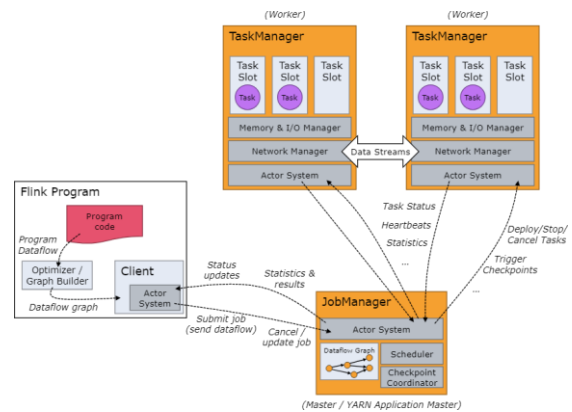 (Worker)
(Worker)
TaskManager
TaskManager
Task
Slot
Task
Task
Slot
Task
Task
Slot
Task
Slot
Task
Task
Slot
Task
Task
Slot
Memory & I/O Manager
Memory & I/O Manager
Network Manager
Data Streams
Network Manager
Actor System
Actor System
Flink Program
Program
code
Program
Dataflow
Optimizer /
Graph Builder
Dataflow graph
Client
Actor
System
Status
updates
Statistics &
results
Submit job
(send dataflow)
Cancel /
update job
Task Status
Heartbeats
Statistics
...
Deploy/Stop/
Cancel Tasks
Trigger
Checkpoints
...
JobManager
Actor System
Dataflow Graph
Scheduler
Checkpoint
Coordinator
(Master / YARN Application Master)